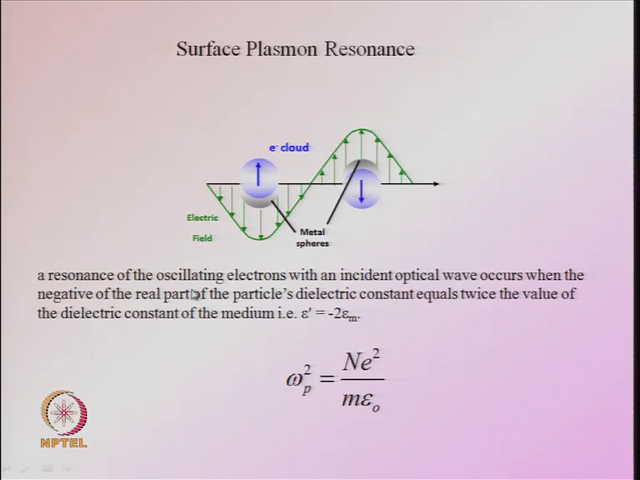 Surface Plasmon Resonance
e- cloud
Electric
Field
Metal
spheres
a resonance of the oscillating electrons with an incident optical wave occurs when the
negative of the real part of the particle's dielectric constant equals twice the value of
the dielectric constant of the medium i.e. ε′ = -2εₘ.
ω²ₚ = Ne² / mεₒ
NPTEL